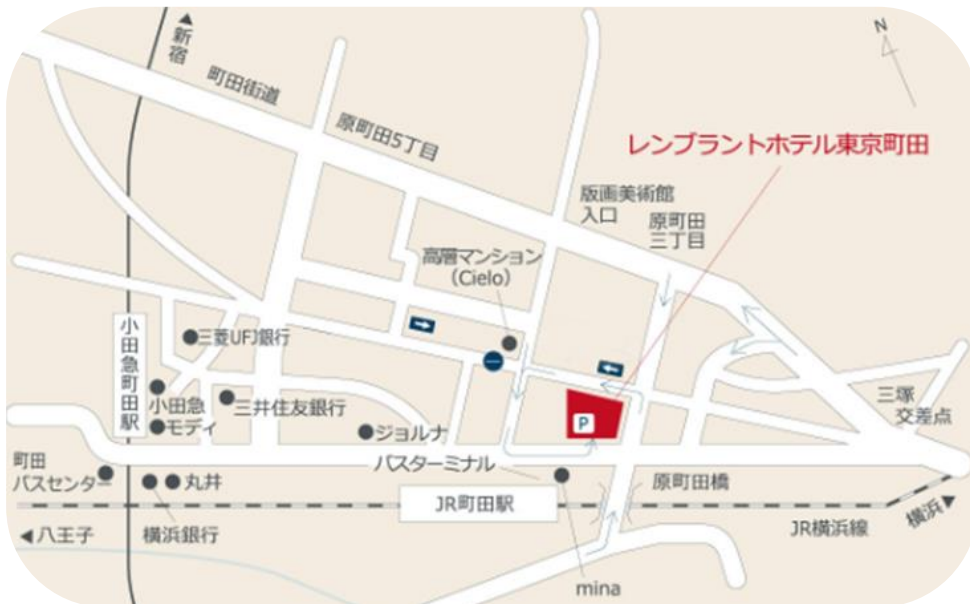 ▲新宿
N
町田街道
原町田5丁目
レンブラントホテル東京町田
版画美術館
入口
原町田
三丁目
高層マンション
(Cielo)
小田急町田駅
三菱UFJ銀行
小田急
三井住友銀行
モディ
ジョルナ
P
三塚
交差点
町田
バスセンター
丸井
バスターミナル
原町田橋
JR町田駅
JR横浜線
横浜▶
◀八王子
横浜銀行
mina